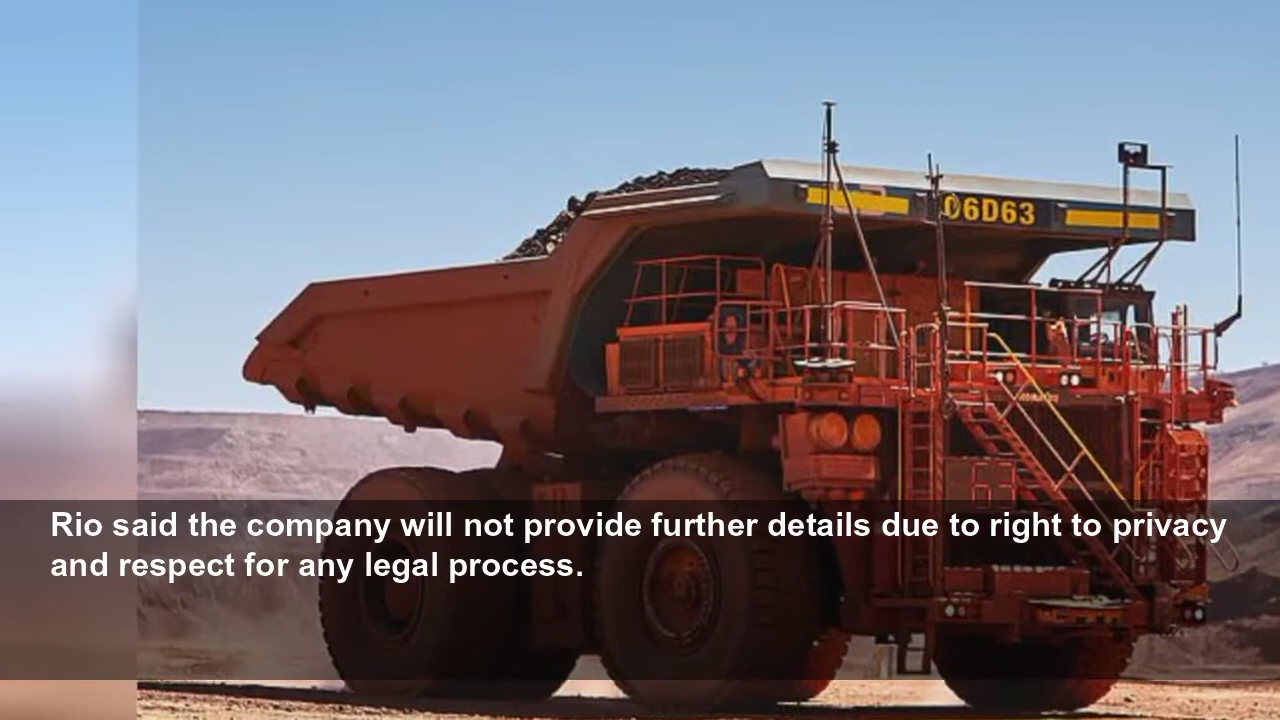 06D63
Rio said the company will not provide further details due to right to privacy
and respect for any legal process.